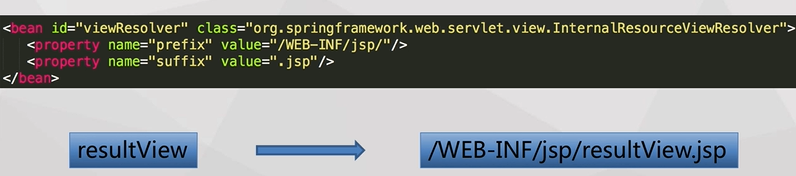 <bean id="viewResolver" class="org.springframework.web.servlet.view.InternalResourceViewResolver">
<property name="prefix" value="/WEB-INF/jsp/"/>
<property name="suffix" value=".jsp"/>
</bean>
resultView
/WEB-INF/jsp/resultView.jsp